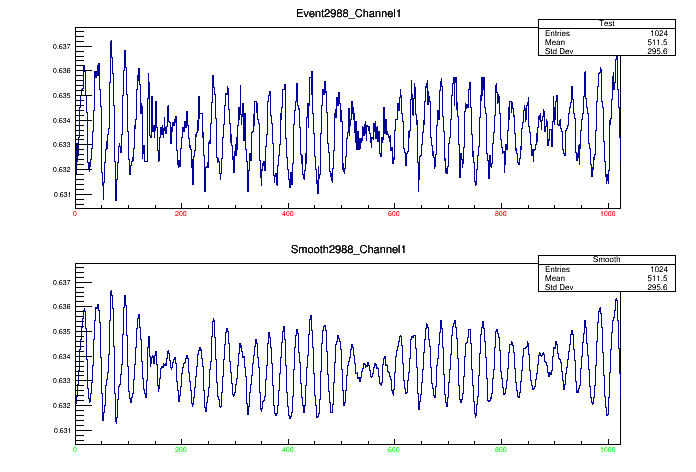 Event2988_Channel1
Test
Entries 1024
Mean 511.5
Std Dev 295.6
0.637
0.636
0.635
0.634
0.633
0.632
0.631
0 200 400 600 800 1000
Smooth2988_Channel1
Smooth
Entries 1024
Mean 511.5
Std Dev 295.6
0.637
0.636
0.635
0.634
0.633
0.632
0.631
0 200 400 600 800 1000